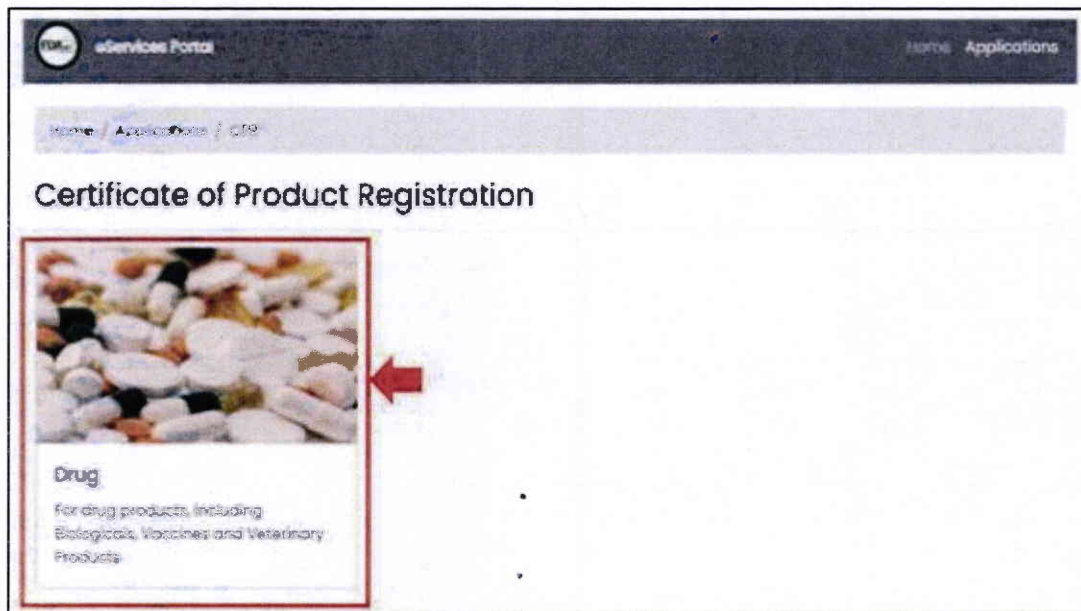 eServices Portal
Home Applications
Home / Applications / CPR
Certificate of Product Registration
Drug
For drug products, including
Biologicals, Vaccines and Veterinary
Products